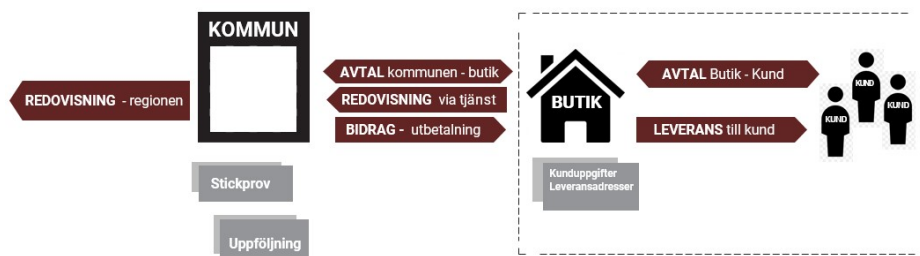 KOMMUN
REDOVISNING - regionen
AVTAL kommunen - butik
REDOVISNING via tjänst
BIDRAG - utbetalning
Stickprov
Uppföljning
BUTIK
Kunduppgifter
Leveransadresser
AVTAL Butik - Kund
LEVERANS till kund
KUND
KUND
KUND